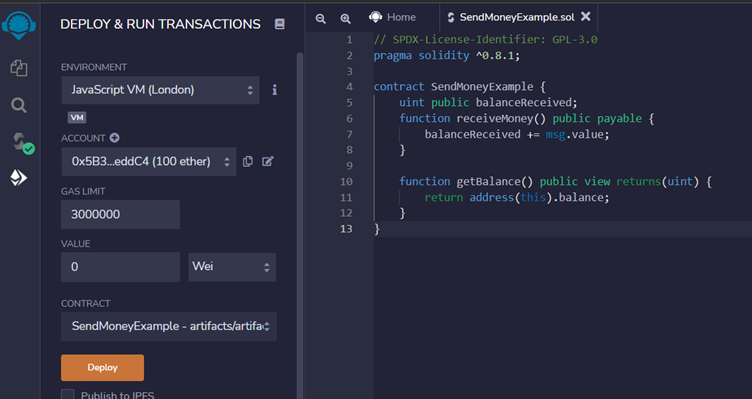 DEPLOY & RUN TRANSACTIONS
ENVIRONMENT
JavaScript VM (London)
VM
ACCOUNT
0x5B3...eddC4 (100 ether)
GAS LIMIT
3000000
VALUE
0 Wei
CONTRACT
SendMoneyExample - artifacts/artifa
Deploy
Publish to IPFS
Home SendMoneyExample.sol
1 // SPDX-License-Identifier: GPL-3.0
2 pragma solidity ^0.8.1;
3
4 contract SendMoneyExample {
5 uint public balanceReceived;
6 function receiveMoney() public payable {
7 balanceReceived += msg.value;
8 }
9
10 function getBalance() public view returns(uint) {
11 return address(this).balance;
12 }
13 }